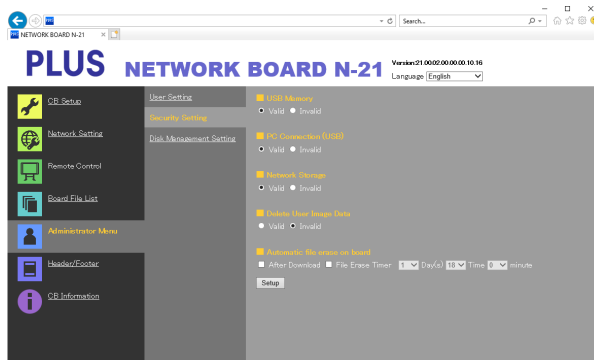 Search...
NETWORK BOARD N-21
PLUS NETWORK BOARD N-21
Version:21.00.02.00.00.00.10.16
Language English
CB Setup
Network Setting
Remote Control
Board File List
Administrator Menu
Header/Footer
CB Information
User Setting
Security Setting
Disk Management Setting
USB Memory
Valid Invalid
PC Connection (USB)
Valid Invalid
Network Storage
Valid Invalid
Delete User Image Data
Valid Invalid
Automatic file erase on board
After Download File Erase Timer 1 Day(s) 16 Time 0 minute
Setup